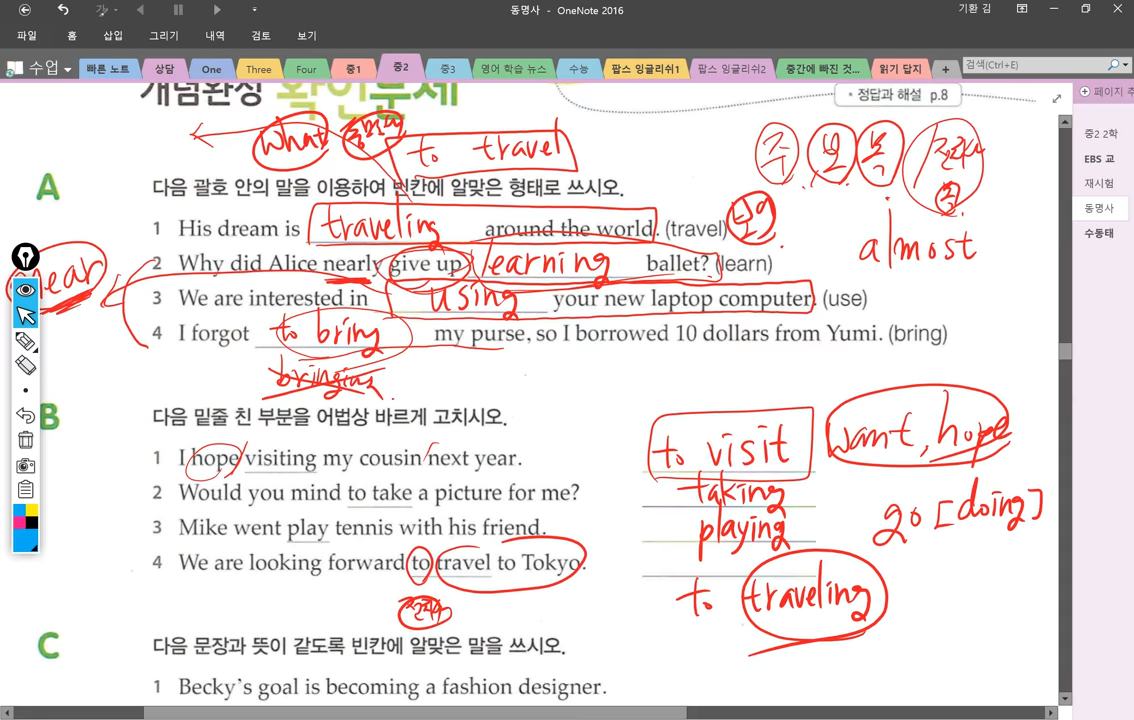 동명사 - OneNote 2016
기환 김
파일 홈 삽입 그리기 내역 검토 보기
수업 빠른 노트 상담 One Three Four 중1 중2 중3 영어 학습 뉴스 수능 팝스 잉글리쉬1 팝스 잉글리쉬2 중간에 빠진 것... 읽기 답지 + 검색(Ctrl+E)
개념완성 확인문제
• 정답과 해설 p.8
페이지 추
중2 2학
EBS 교
재시험
동명사
수동태
what 동명사 to travel
주 보 목 전치사
목
A 다음 괄호 안의 말을 이용하여 빈칸에 알맞은 형태로 쓰시오.
1 His dream is traveling around the world. (travel)
보어
almost
2 Why did Alice nearly give up learning ballet? (learn)
near
3 We are interested in using your new laptop computer. (use)
4 I forgot to bring my purse, so I borrowed 10 dollars from Yumi. (bring)
bringing
B 다음 밑줄 친 부분을 어법상 바르게 고치시오.
1 I hope visiting my cousin next year. to visit want, hope
2 Would you mind to take a picture for me? taking
3 Mike went play tennis with his friend. playing go [doing]
4 We are looking forward to travel to Tokyo. to traveling
전치사
C 다음 문장과 뜻이 같도록 빈칸에 알맞은 말을 쓰시오.
1 Becky's goal is becoming a fashion designer.